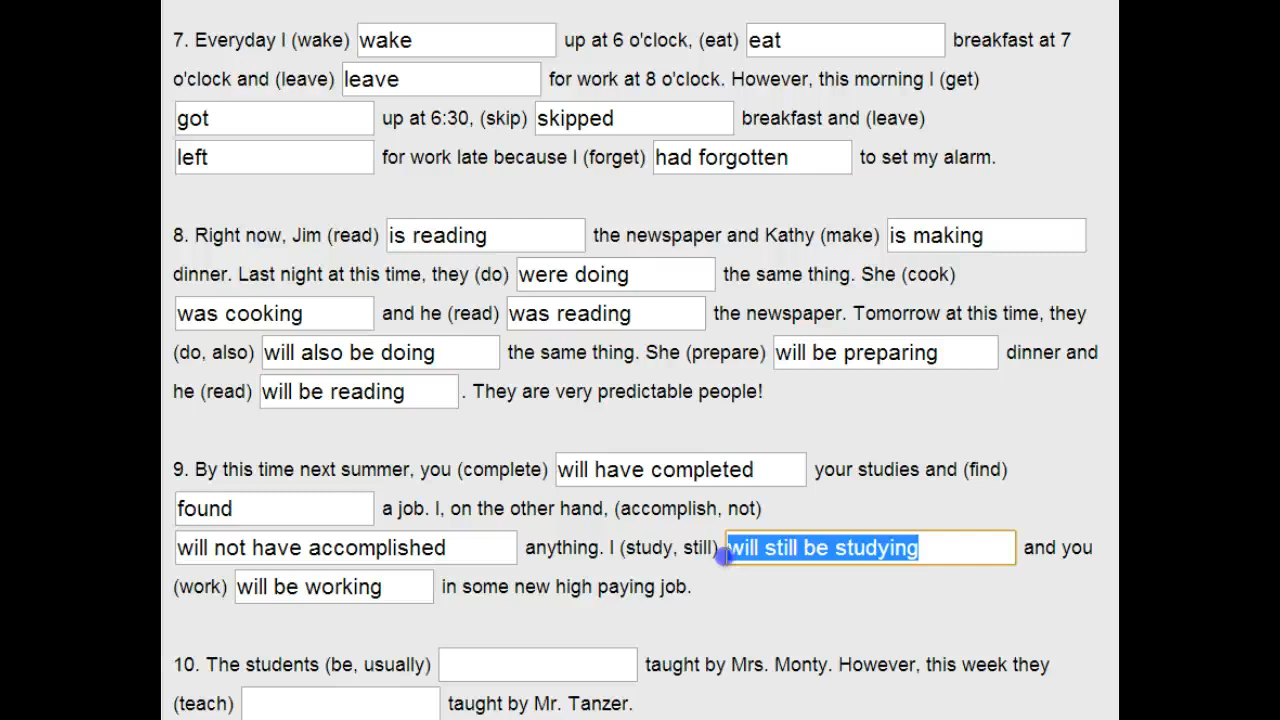 7. Everyday I (wake) wake up at 6 o'clock, (eat) eat breakfast at 7
o'clock and (leave) leave for work at 8 o'clock. However, this morning I (get)
got up at 6:30, (skip) skipped breakfast and (leave)
left for work late because I (forget) had forgotten to set my alarm.
8. Right now, Jim (read) is reading the newspaper and Kathy (make) is making
dinner. Last night at this time, they (do) were doing the same thing. She (cook)
was cooking and he (read) was reading the newspaper. Tomorrow at this time, they
(do, also) will also be doing the same thing. She (prepare) will be preparing dinner and
he (read) will be reading . They are very predictable people!
9. By this time next summer, you (complete) will have completed your studies and (find)
found a job. I, on the other hand, (accomplish, not)
will not have accomplished anything. I (study, still) will still be studying and you
(work) will be working in some new high paying job.
10. The students (be, usually) taught by Mrs. Monty. However, this week they
(teach) taught by Mr. Tanzer.